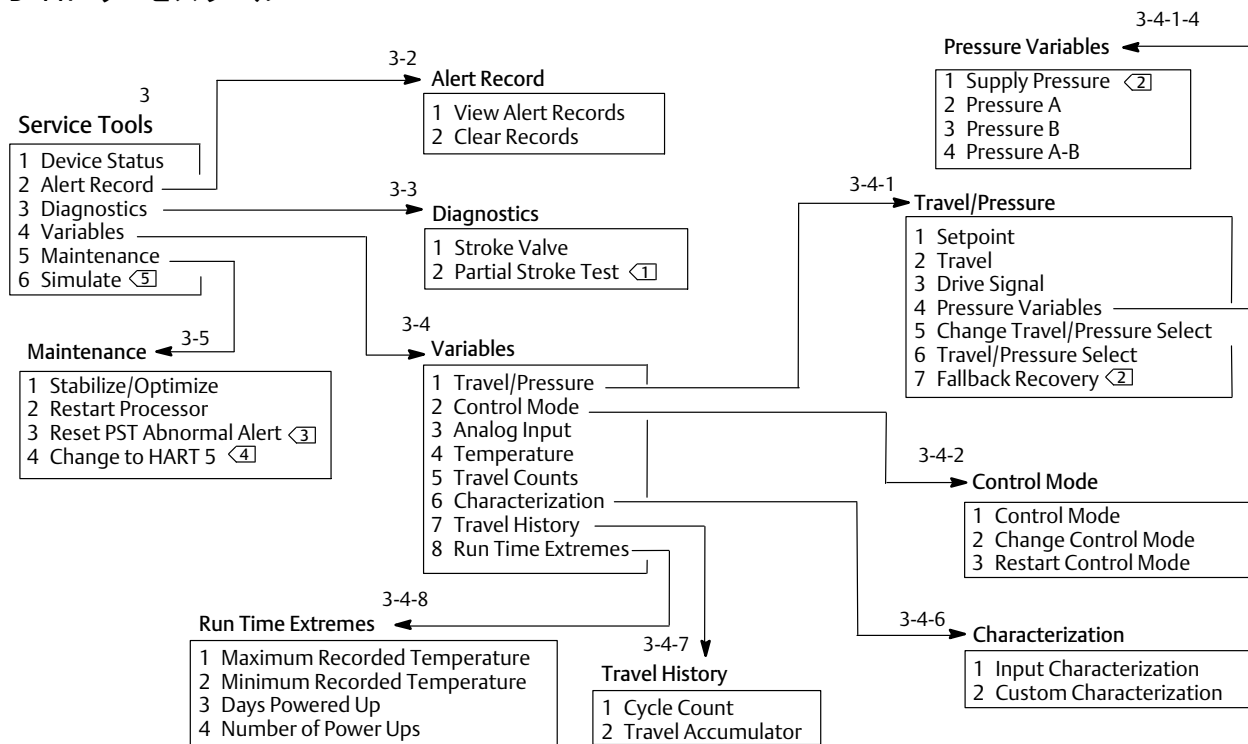 3-4-1-4
Pressure Variables
1 Supply Pressure 2
2 Pressure A
3 Pressure B
4 Pressure A-B
3-2
Alert Record
1 View Alert Records
2 Clear Records
3
Service Tools
1 Device Status
2 Alert Record
3 Diagnostics
4 Variables
5 Maintenance
6 Simulate 5
3-3
Diagnostics
1 Stroke Valve
2 Partial Stroke Test 1
3-4-1
Travel/Pressure
1 Setpoint
2 Travel
3 Drive Signal
4 Pressure Variables
5 Change Travel/Pressure Select
6 Travel/Pressure Select
7 Fallback Recovery 2
3-5
Maintenance
1 Stabilize/Optimize
2 Restart Processor
3 Reset PST Abnormal Alert 3
4 Change to HART 5 4
3-4
Variables
1 Travel/Pressure
2 Control Mode
3 Analog Input
4 Temperature
5 Travel Counts
6 Characterization
7 Travel History
8 Run Time Extremes
3-4-2
Control Mode
1 Control Mode
2 Change Control Mode
3 Restart Control Mode
3-4-8
Run Time Extremes
1 Maximum Recorded Temperature
2 Minimum Recorded Temperature
3 Days Powered Up
4 Number of Power Ups
3-4-7
Travel History
1 Cycle Count
2 Travel Accumulator
3-4-6
Characterization
1 Input Characterization
2 Custom Characterization